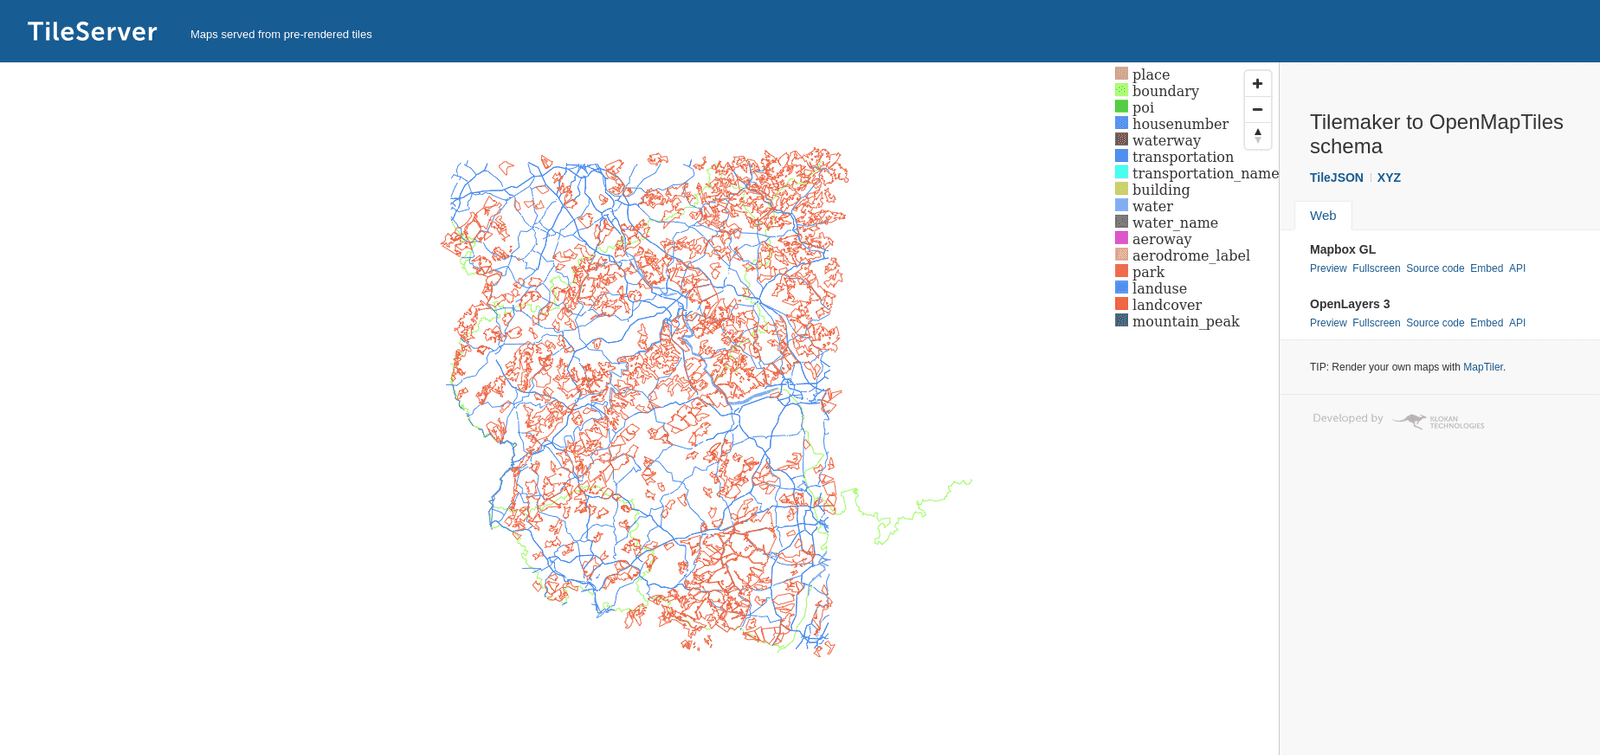 TileServer
Maps served from pre-rendered tiles
place
boundary
poi
housenumber
waterway
transportation
transportation_name
building
water
water_name
aeroway
aerodrome_label
park
landuse
landcover
mountain_peak
Tilemaker to OpenMapTiles
schema
TileJSON | XYZ
Web
Mapbox GL
Preview Fullscreen Source code Embed API
OpenLayers 3
Preview Fullscreen Source code Embed API
TIP: Render your own maps with MapTiler.
Developed by KLOKAN
TECHNOLOGIES